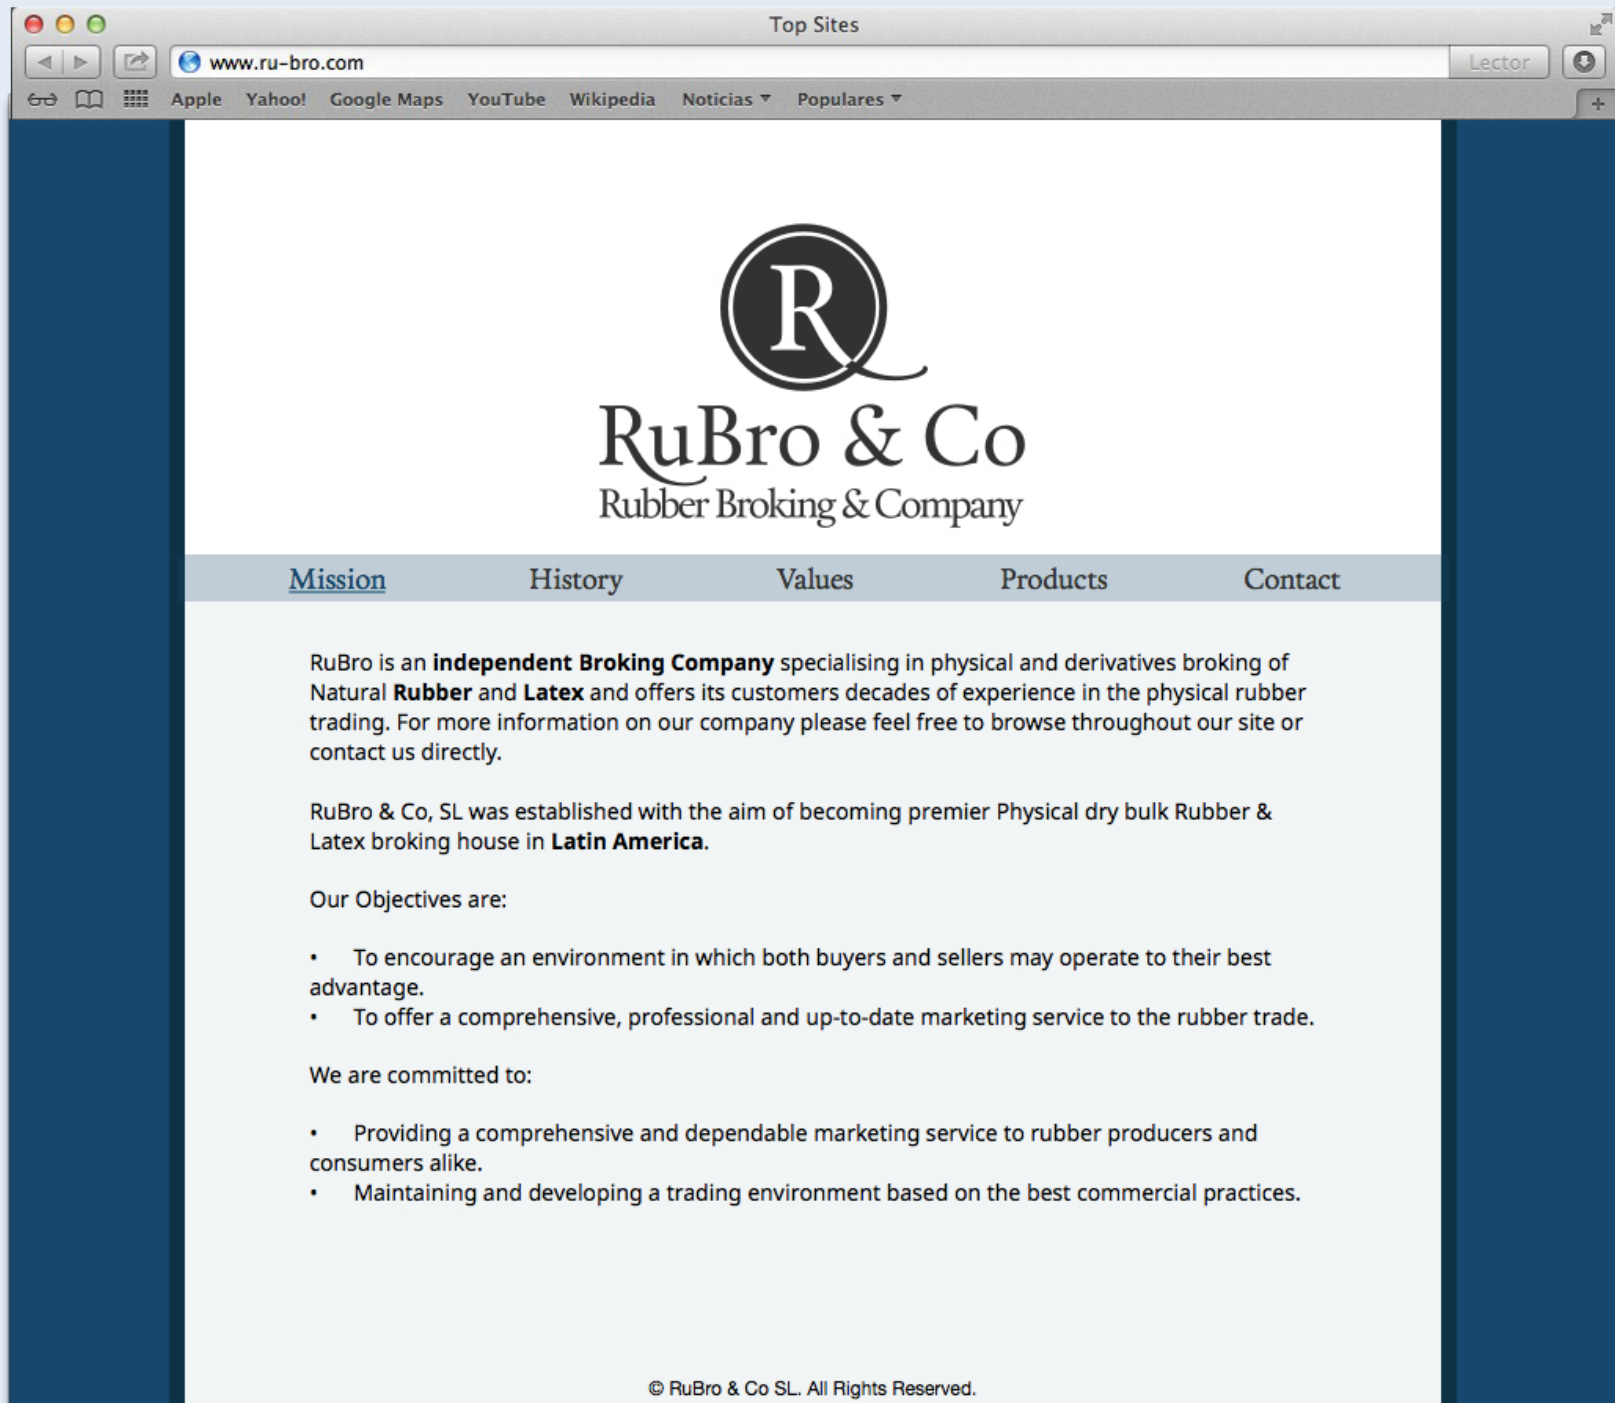 Top Sites
www.ru-bro.com
Lector
Apple Yahoo! Google Maps YouTube Wikipedia Noticias Populares
R
RuBro & Co
Rubber Broking & Company
Mission History Values Products Contact
RuBro is an independent Broking Company specialising in physical and derivatives broking of
Natural Rubber and Latex and offers its customers decades of experience in the physical rubber
trading. For more information on our company please feel free to browse throughout our site or
contact us directly.
RuBro & Co, SL was established with the aim of becoming premier Physical dry bulk Rubber &
Latex broking house in Latin America.
Our Objectives are:
• To encourage an environment in which both buyers and sellers may operate to their best
advantage.
• To offer a comprehensive, professional and up-to-date marketing service to the rubber trade.
We are committed to:
• Providing a comprehensive and dependable marketing service to rubber producers and
consumers alike.
• Maintaining and developing a trading environment based on the best commercial practices.
© RuBro & Co SL. All Rights Reserved.